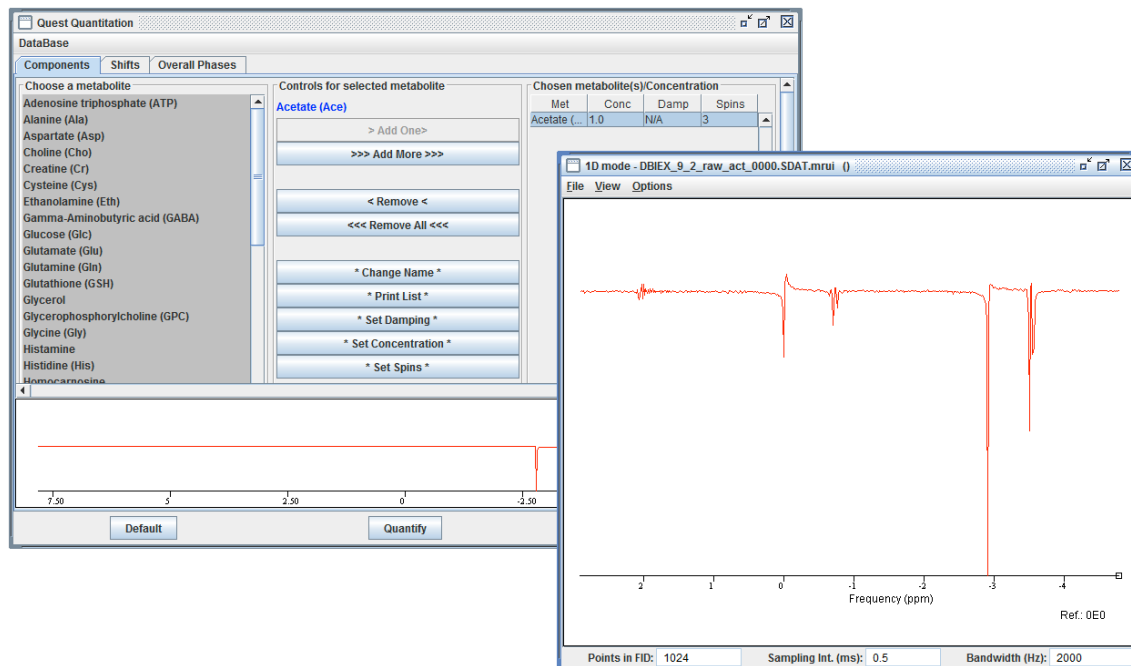 Quest Quantitation
DataBase
Components Shifts Overall Phases
Choose a metabolite
Adenosine triphosphate (ATP)
Alanine (Ala)
Aspartate (Asp)
Choline (Cho)
Creatine (Cr)
Cysteine (Cys)
Ethanolamine (Eth)
Gamma-Aminobutyric acid (GABA)
Glucose (Glc)
Glutamate (Glu)
Glutamine (Gln)
Glutathione (GSH)
Glycerol
Glycerophosphorylcholine (GPC)
Glycine (Gly)
Histamine
Histidine (His)
Homocarnosine
Controls for selected metabolite
Acetate (Ace)
> Add One>
>>> Add More >>>
< Remove <
<<< Remove All <<<
* Change Name *
* Print List *
* Set Damping *
* Set Concentration *
* Set Spins *
Chosen metabolite(s)/Concentration
Met Conc Damp Spins
Acetate (... 1.0 N/A 3
7.50 5 2.50 0 -2.50
Default Quantify
1D mode - DBIEX_9_2_raw_act_0000.SDAT.mrui ()
File View Options
2 1 0 -1 -2 -3 -4
Frequency (ppm)
Ref.: 0E0
Points in FID: 1024 Sampling Int. (ms): 0.5 Bandwidth (Hz): 2000